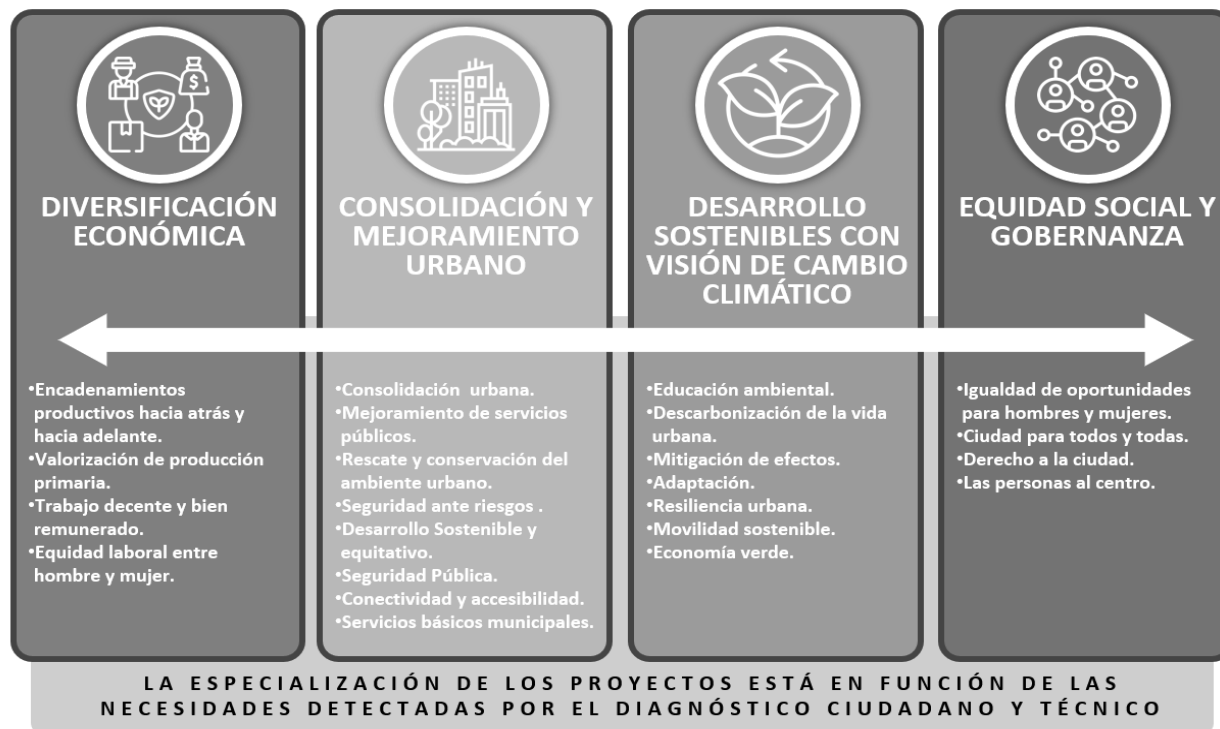 DIVERSIFICACIÓN
ECONÓMICA
•Encadenamientos
productivos hacia atrás y
hacia adelante.
•Valorización de producción
primaria.
•Trabajo decente y bien
remunerado.
•Equidad laboral entre
hombre y mujer.
CONSOLIDACIÓN Y
MEJORAMIENTO
URBANO
•Consolidación urbana.
•Mejoramiento de servicios
públicos.
•Rescate y conservación del
ambiente urbano.
•Seguridad ante riesgos .
•Desarrollo Sostenible y
equitativo.
•Seguridad Pública.
•Conectividad y accesibilidad.
•Servicios básicos municipales.
DESARROLLO
SOSTENIBLES CON
VISIÓN DE CAMBIO
CLIMÁTICO
•Educación ambiental.
•Descarbonización de la vida
urbana.
•Mitigación de efectos.
•Adaptación.
•Resiliencia urbana.
•Movilidad sostenible.
•Economía verde.
EQUIDAD SOCIAL Y
GOBERNANZA
•Igualdad de oportunidades
para hombres y mujeres.
•Ciudad para todos y todas.
•Derecho a la ciudad.
•Las personas al centro.
LA ESPECIALIZACIÓN DE LOS PROYECTOS ESTÁ EN FUNCIÓN DE LAS
NECESIDADES DETECTADAS POR EL DIAGNÓSTICO CIUDADANO Y TÉCNICO